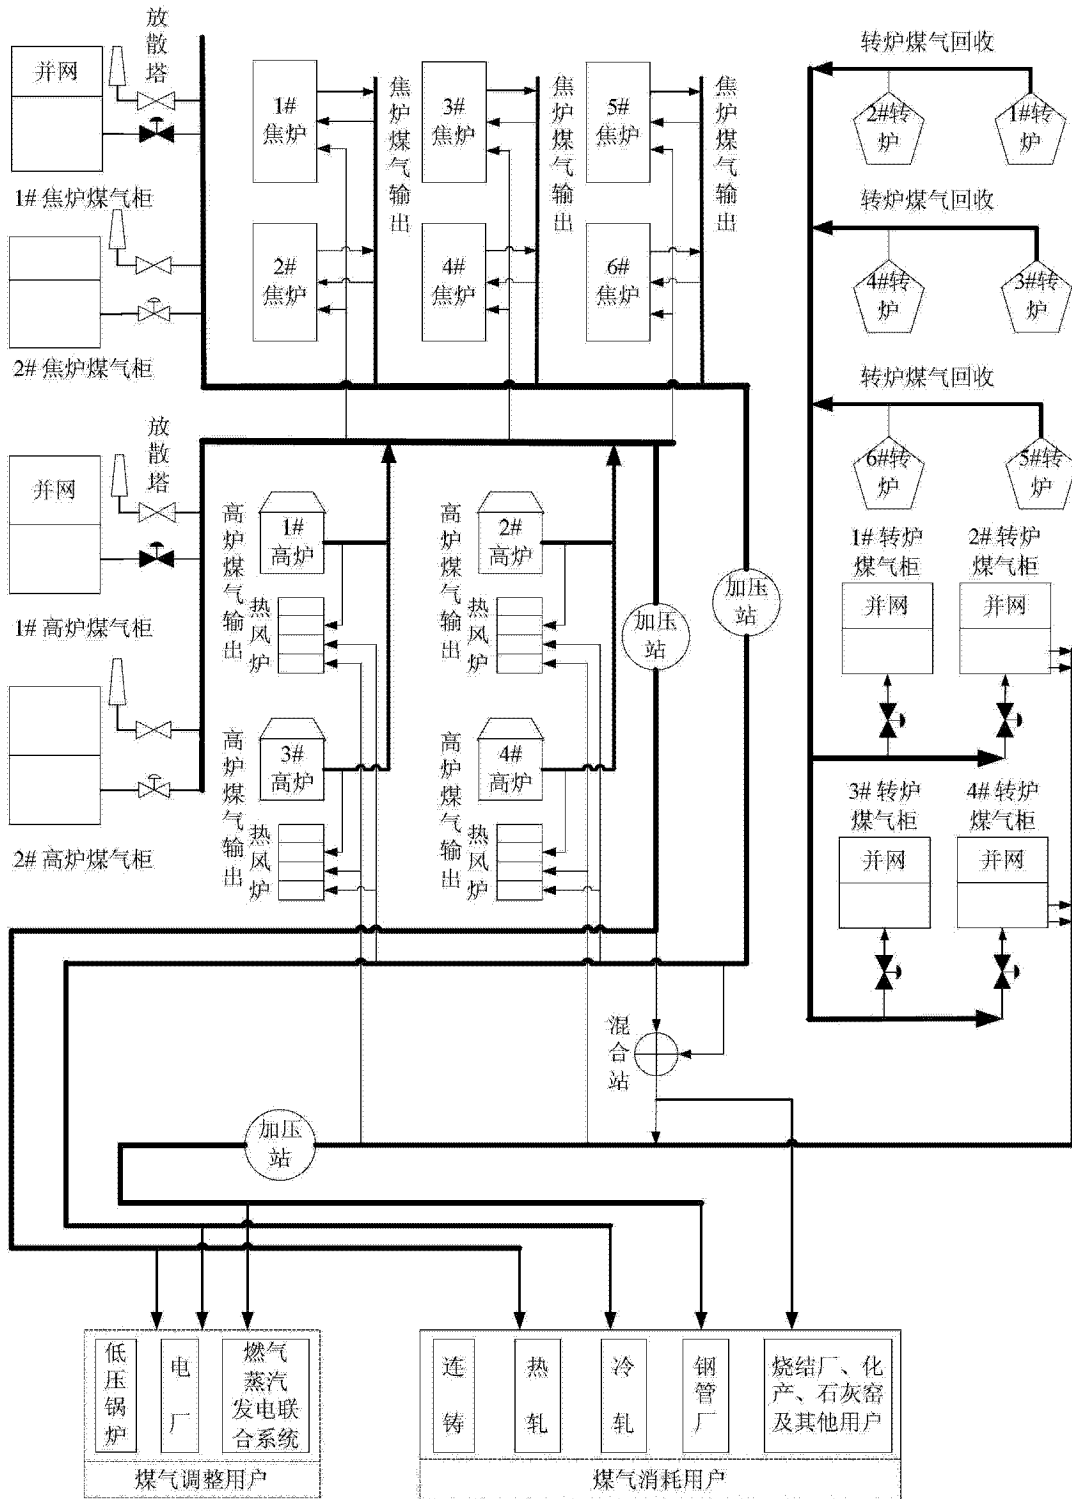 放散塔
并网
1# 焦炉煤气柜
2# 焦炉煤气柜
1#
焦炉
3#
焦炉
5#
焦炉
2#
焦炉
4#
焦炉
6#
焦炉
焦炉煤气输出
焦炉煤气输出
焦炉煤气输出
转炉煤气回收
2#转炉
1#转炉
转炉煤气回收
4#转炉
3#转炉
转炉煤气回收
6#转炉
5#转炉
放散塔
并网
1# 高炉煤气柜
2# 高炉煤气柜
高炉煤气输出
1#
高炉
热风炉
高炉煤气输出
2#
高炉
热风炉
高炉煤气输出
3#
高炉
热风炉
高炉煤气输出
4#
高炉
热风炉
加压站
加压站
1# 转炉
煤气柜
并网
2# 转炉
煤气柜
并网
3# 转炉
煤气柜
并网
4# 转炉
煤气柜
并网
混合站
加压站
低压锅炉
电厂
燃气
蒸汽
发电联
合系统
煤气调整用户
连铸
热轧
冷轧
钢管厂
烧结厂、化
产、石灰窑
及其他用户
煤气消耗用户